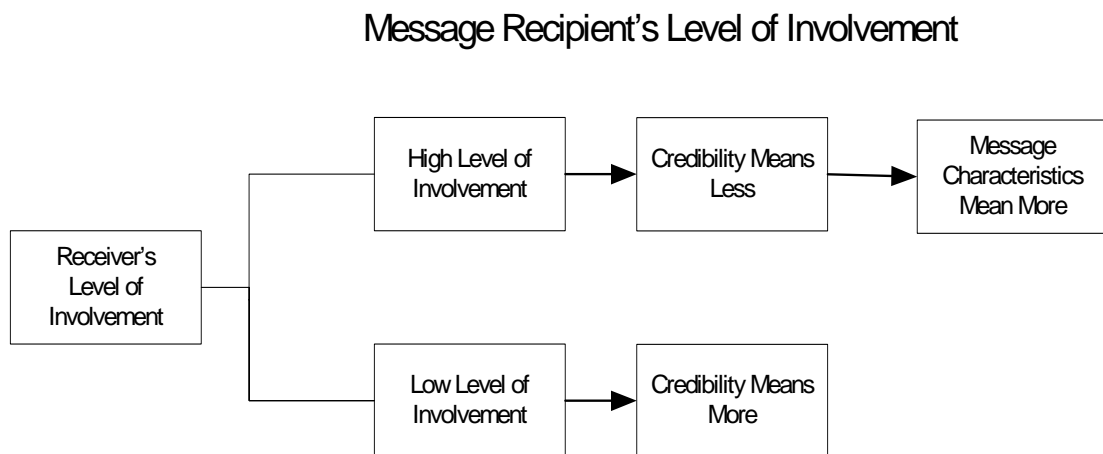 Message Recipient's Level of Involvement
High Level of
Involvement
Credibility Means
Less
Message
Characteristics
Mean More
Receiver's
Level of
Involvement
Low Level of
Involvement
Credibility Means
More